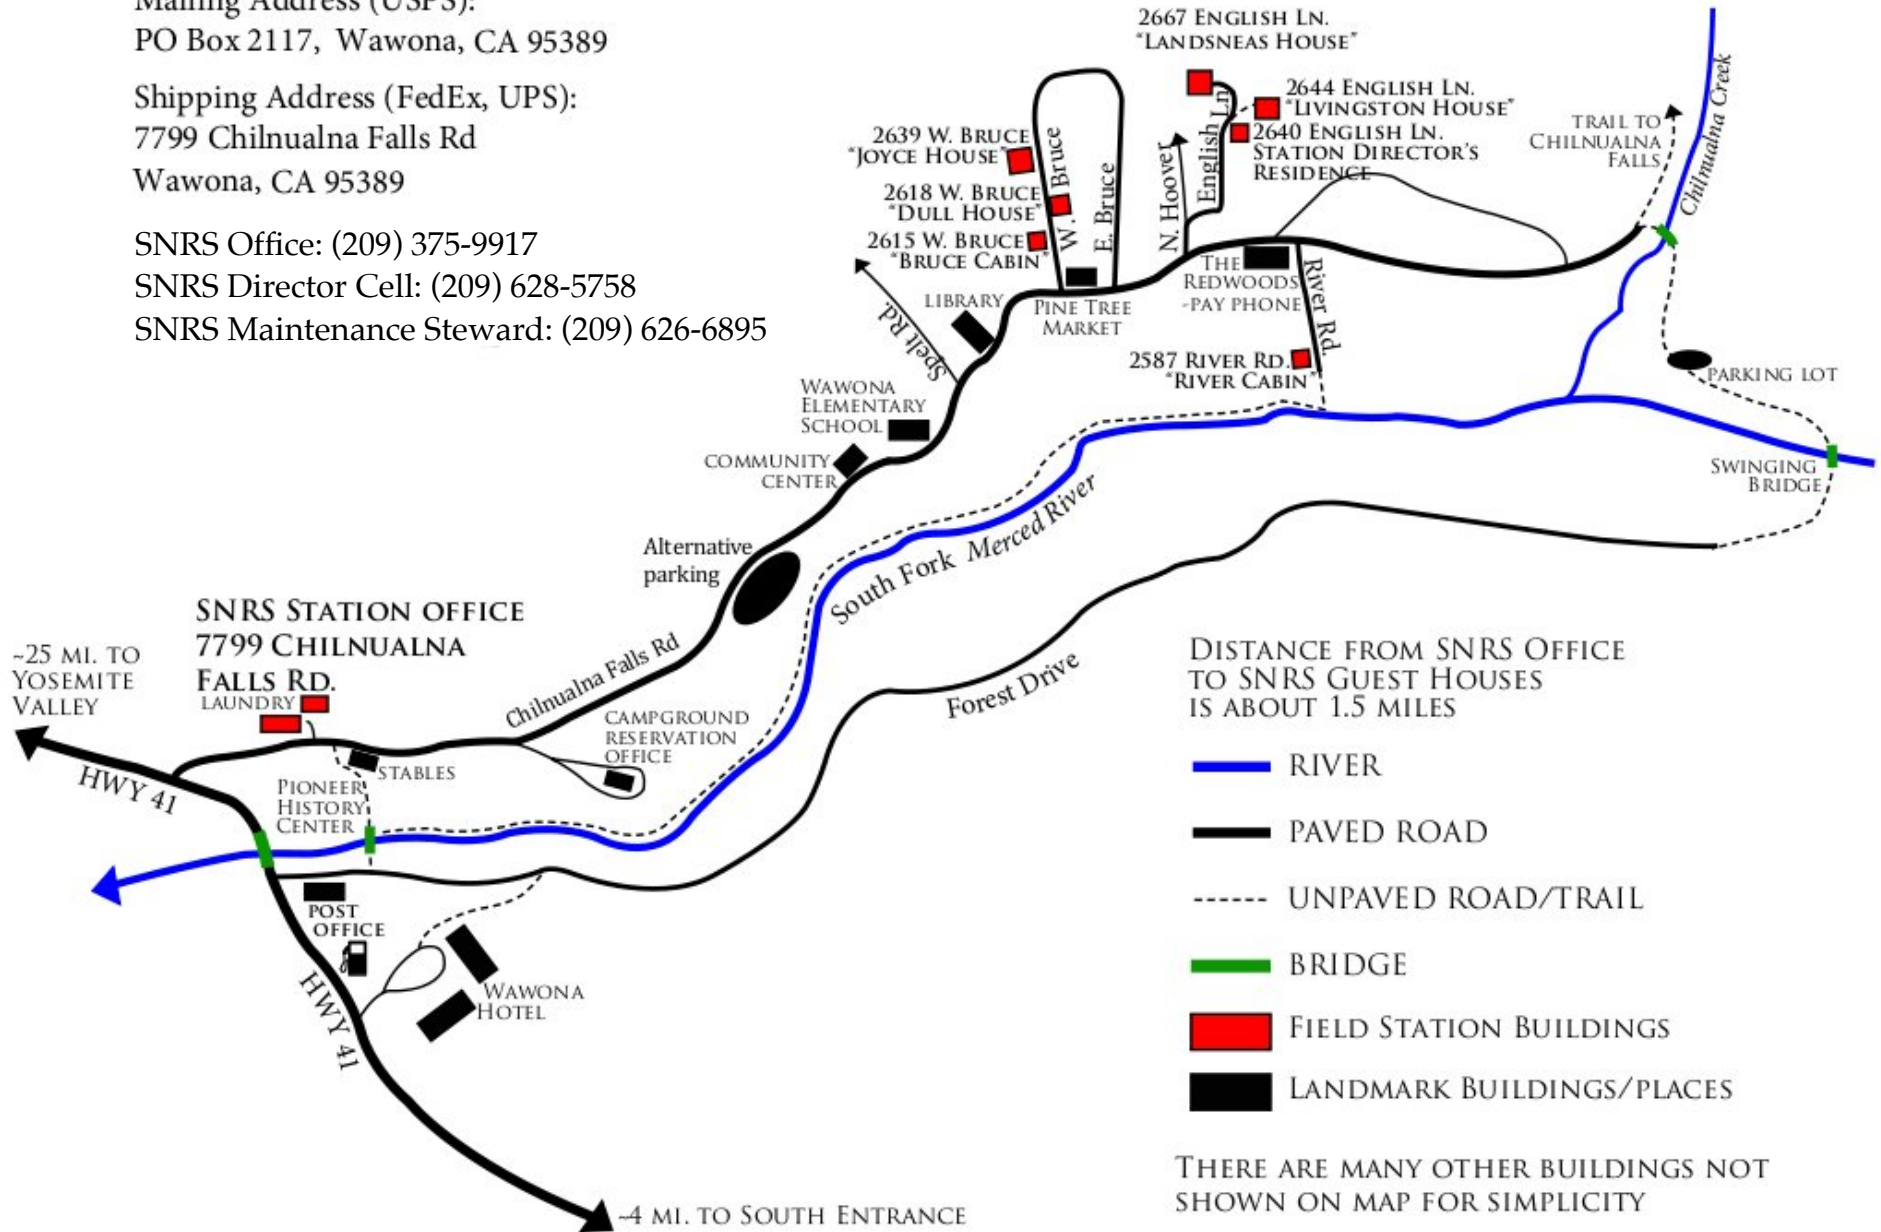 Mailing Address (USPS):
PO Box 2117, Wawona, CA 95389
Shipping Address (FedEx, UPS):
7799 Chilnualna Falls Rd
Wawona, CA 95389
SNRS Office: (209) 375-9917
SNRS Director Cell: (209) 628-5758
SNRS Maintenance Steward: (209) 626-6895
2667 English Ln.
"Landsneas House"
2644 English Ln.
"Livingston House"
2640 English Ln.
Station Director's
Residence
2639 W. Bruce
"Joyce House"
2618 W. Bruce
"Dull House"
2615 W. Bruce
"Bruce Cabin"
W. Bruce
E. Bruce
N. Hoover
English Ln
Trail to
Chilnualna
Falls
Chilnualna Creek
Library
Spelt Rd.
Pine Tree
Market
The
Redwoods
-pay phone
River Rd.
2587 River Rd.
"River Cabin"
Parking lot
Swinging
Bridge
Wawona
Elementary
School
Community
Center
Alternative
parking
South Fork Merced River
Forest Drive
Chilnualna Falls Rd
SNRS Station office
7799 Chilnualna
Falls Rd.
Laundry
~25 mi. to
Yosemite
Valley
HWY 41
Stables
Pioneer
History
Center
Campground
Reservation
Office
Post
Office
Wawona
Hotel
HWY 41
~4 mi. to South Entrance
Distance from SNRS Office
to SNRS Guest Houses
is about 1.5 miles
River
Paved road
Unpaved road/trail
Bridge
Field Station Buildings
Landmark Buildings/places
There are many other buildings not
shown on map for simplicity